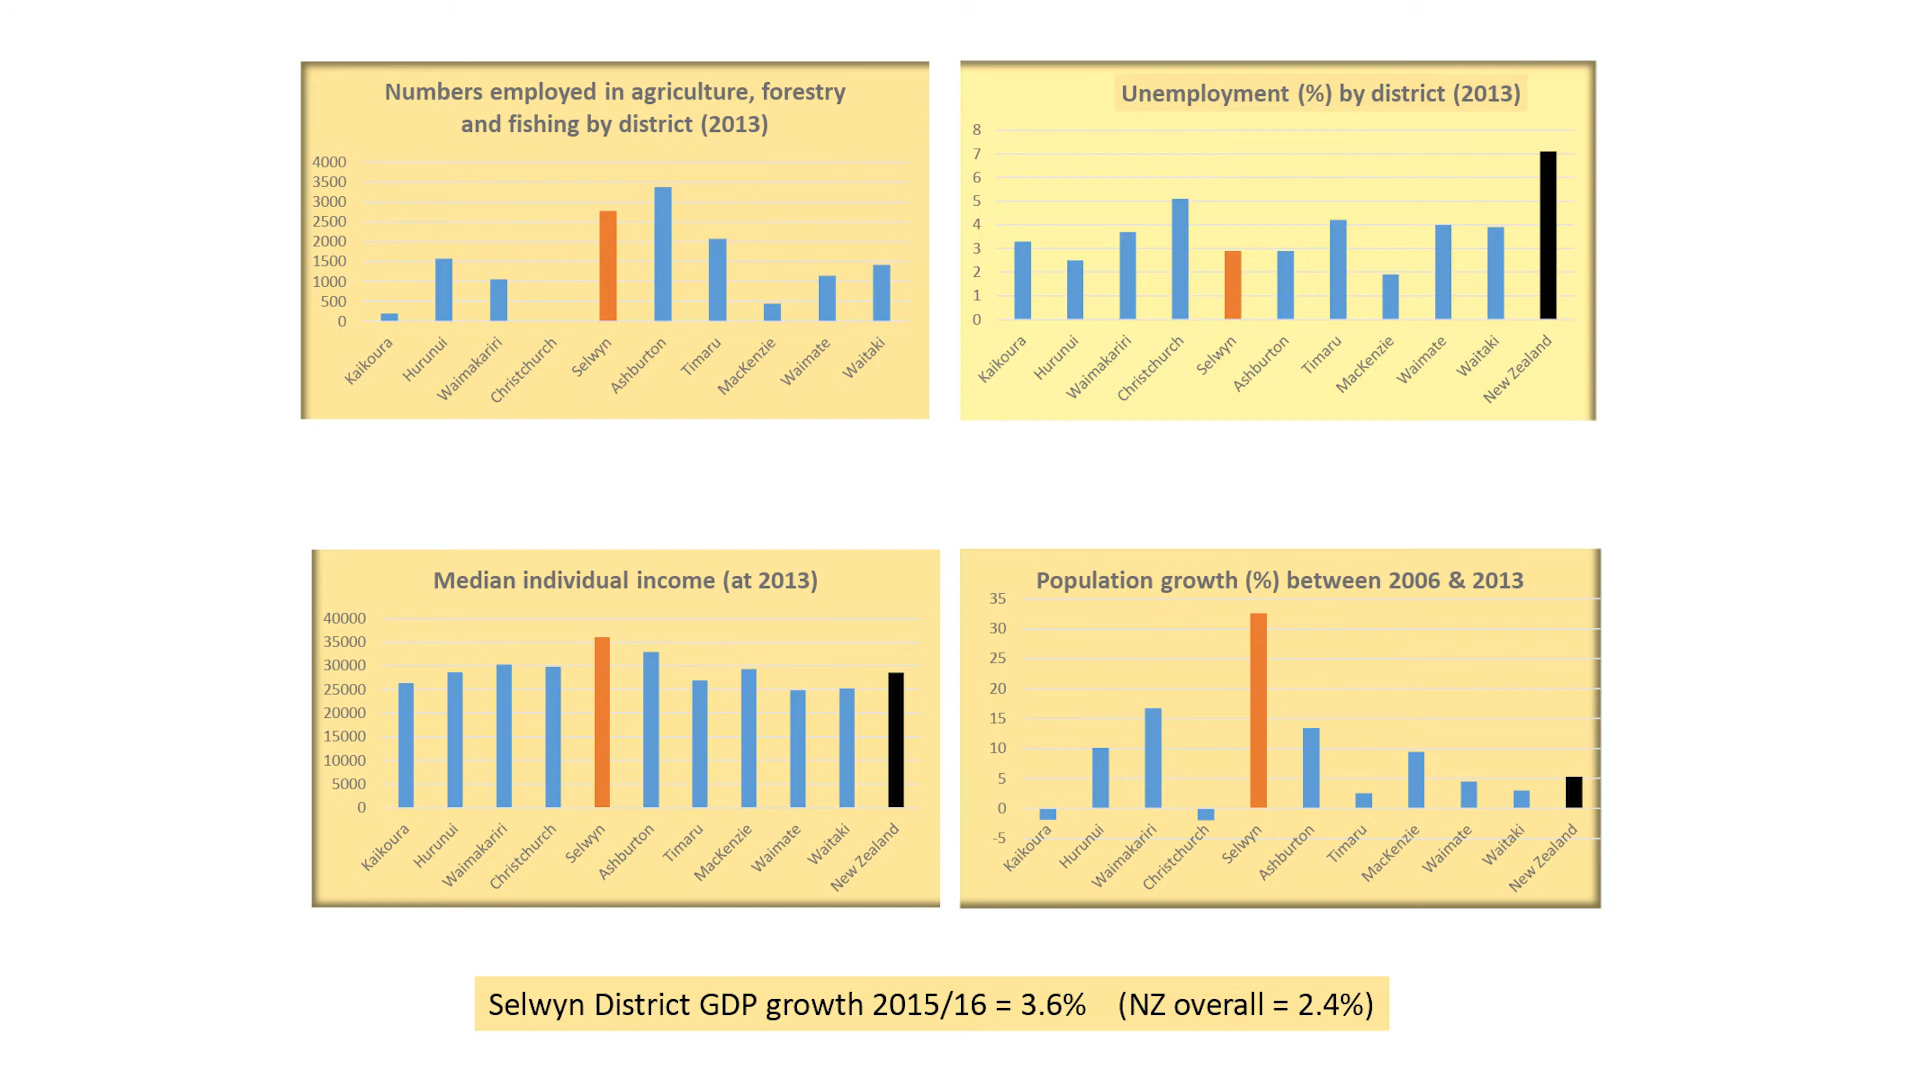 Numbers employed in agriculture, forestry
and fishing by district (2013)
4000
3500
3000
2500
2000
1500
1000
500
0
Kaikoura
Hurunui
Waimakariri
Christchurch
Selwyn
Ashburton
Timaru
MacKenzie
Waimate
Waitaki
Unemployment (%) by district (2013)
8
7
6
5
4
3
2
1
0
Kaikoura
Hurunui
Waimakariri
Christchurch
Selwyn
Ashburton
Timaru
MacKenzie
Waimate
Waitaki
New Zealand
Median individual income (at 2013)
40000
35000
30000
25000
20000
15000
10000
5000
0
Kaikoura
Hurunui
Waimakariri
Christchurch
Selwyn
Ashburton
Timaru
MacKenzie
Waimate
Waitaki
New Zealand
Population growth (%) between 2006 & 2013
35
30
25
20
15
10
5
0
-5
Kaikoura
Hurunui
Waimakariri
Christchurch
Selwyn
Ashburton
Timaru
MacKenzie
Waimate
Waitaki
New Zealand
Selwyn District GDP growth 2015/16 = 3.6% (NZ overall = 2.4%)